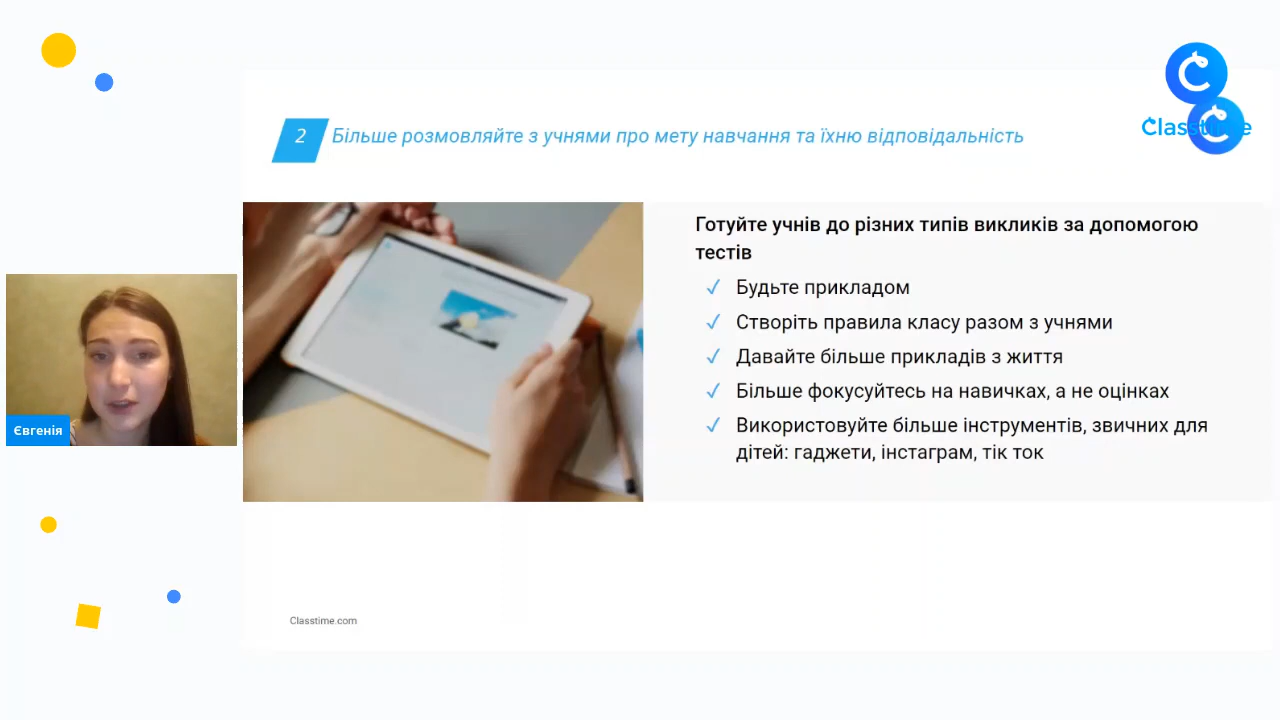 2 Більше розмовляйте з учнями про мету навчання та їхню відповідальність
Classtime
Готуйте учнів до різних типів викликів за допомогою
тестів
✓ Будьте прикладом
✓ Створіть правила класу разом з учнями
✓ Давайте більше прикладів з життя
✓ Більше фокусуйтесь на навичках, а не оцінках
✓ Використовуйте більше інструментів, звичних для
дітей: гаджети, інстаграм, тік ток
Євгенія
Classtime.com